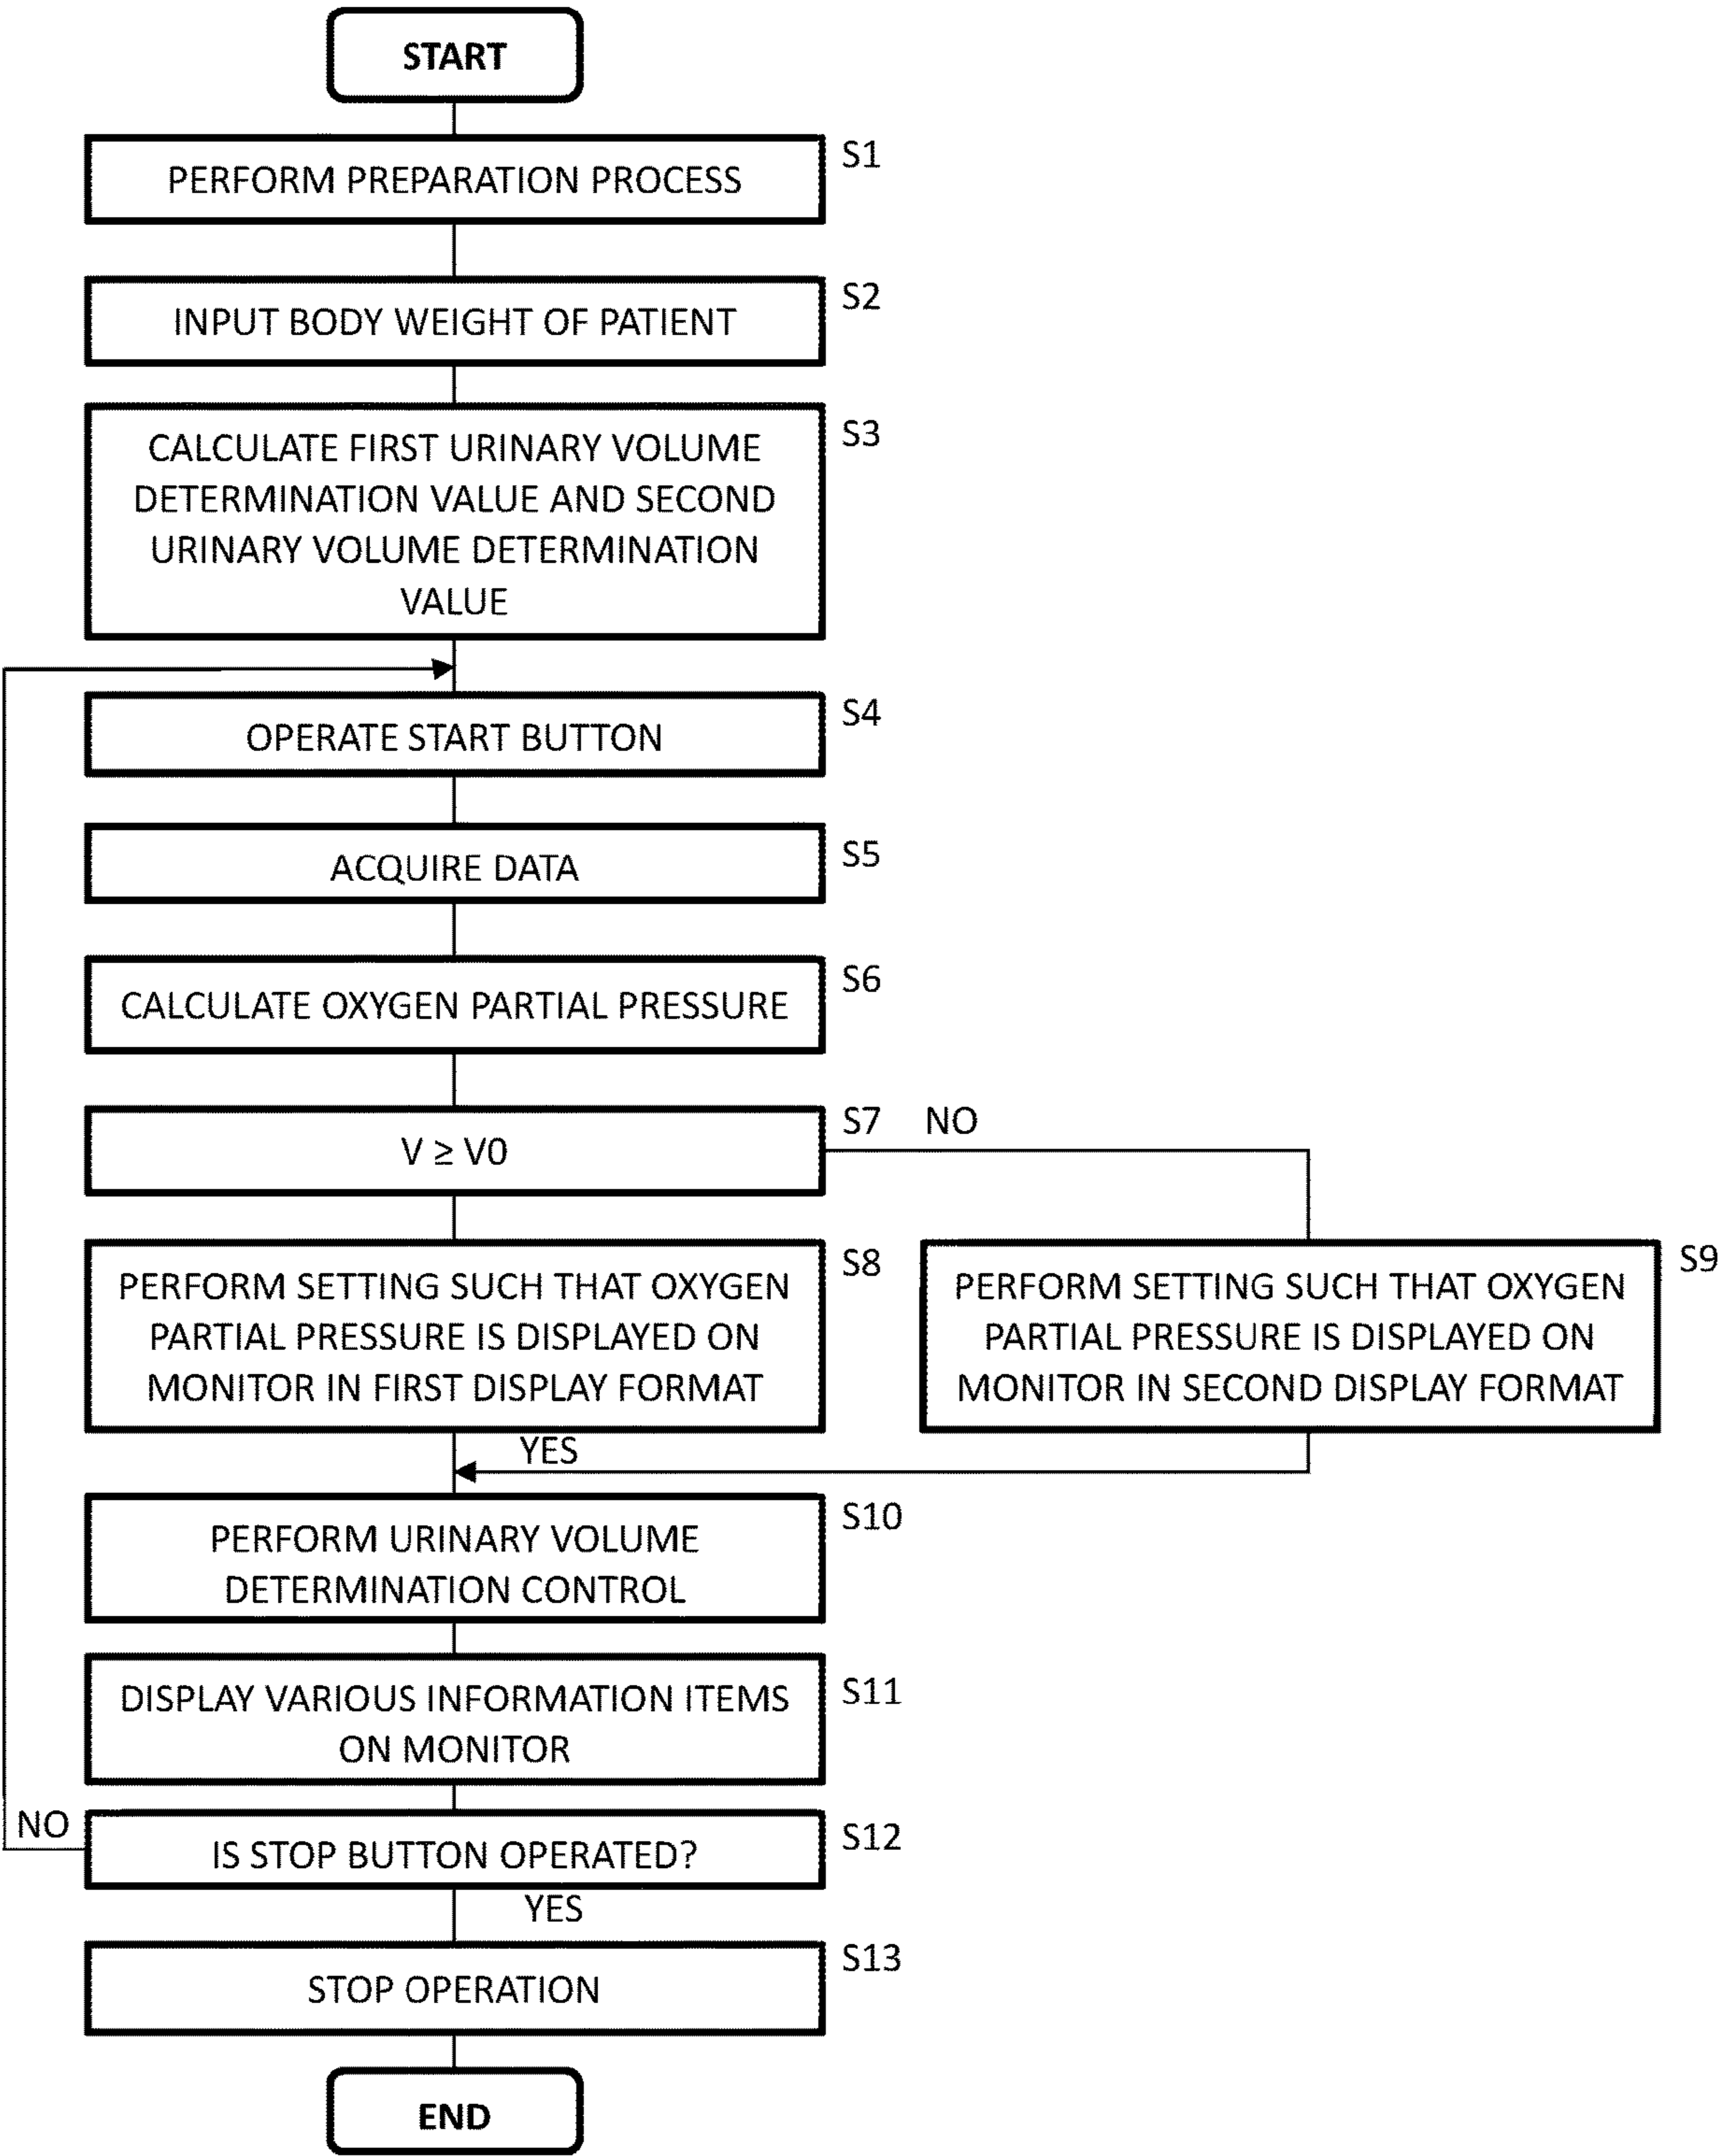 START
S1
PERFORM PREPARATION PROCESS
S2
INPUT BODY WEIGHT OF PATIENT
S3
CALCULATE FIRST URINARY VOLUME
DETERMINATION VALUE AND SECOND
URINARY VOLUME DETERMINATION
VALUE
S4
OPERATE START BUTTON
S5
ACQUIRE DATA
S6
CALCULATE OXYGEN PARTIAL PRESSURE
S7 NO
V ≥ V0
S8
PERFORM SETTING SUCH THAT OXYGEN
PARTIAL PRESSURE IS DISPLAYED ON
MONITOR IN FIRST DISPLAY FORMAT
S9
PERFORM SETTING SUCH THAT OXYGEN
PARTIAL PRESSURE IS DISPLAYED ON
MONITOR IN SECOND DISPLAY FORMAT
YES
S10
PERFORM URINARY VOLUME
DETERMINATION CONTROL
S11
DISPLAY VARIOUS INFORMATION ITEMS
ON MONITOR
NO
S12
IS STOP BUTTON OPERATED?
YES
S13
STOP OPERATION
END